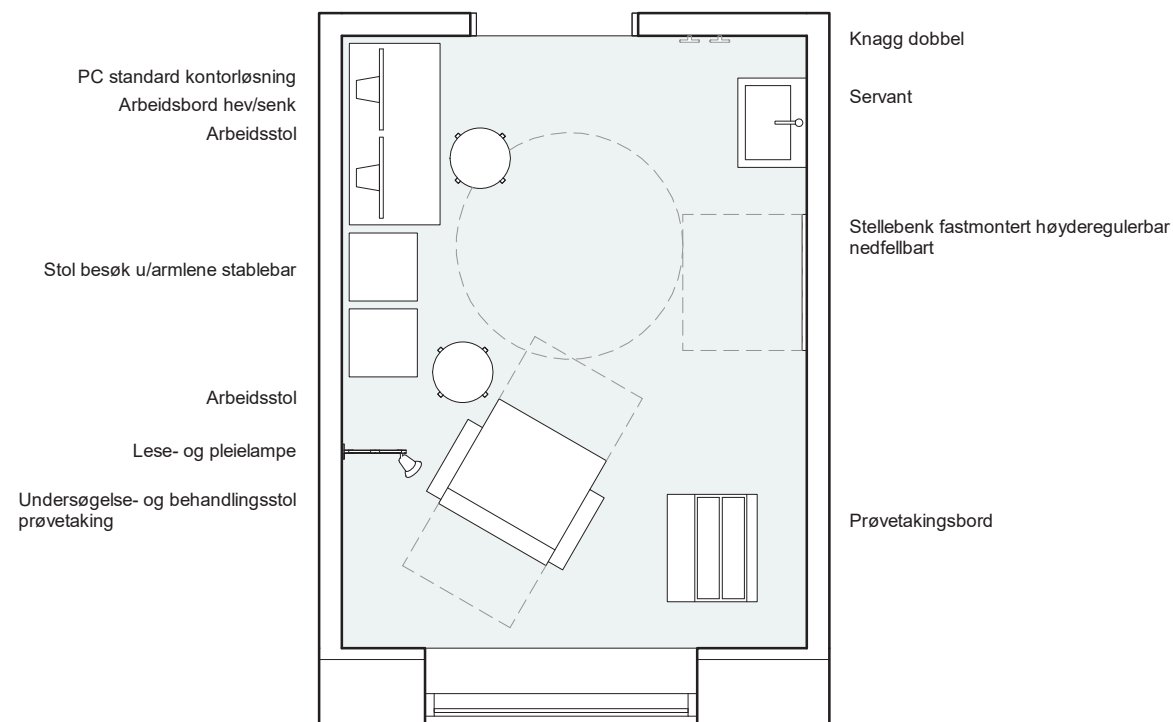 PC standard kontorløsning
Arbeidsbord hev/senk
Arbeidsstol
Stol besøk u/armlene stablebar
Arbeidsstol
Lese- og pleielampe
Undersøgelse- og behandlingsstol
prøvetaking
Knagg dobbel
Servant
Stellebenk fastmontert høyderegulerbar
nedfellbart
Prøvetakingsbord